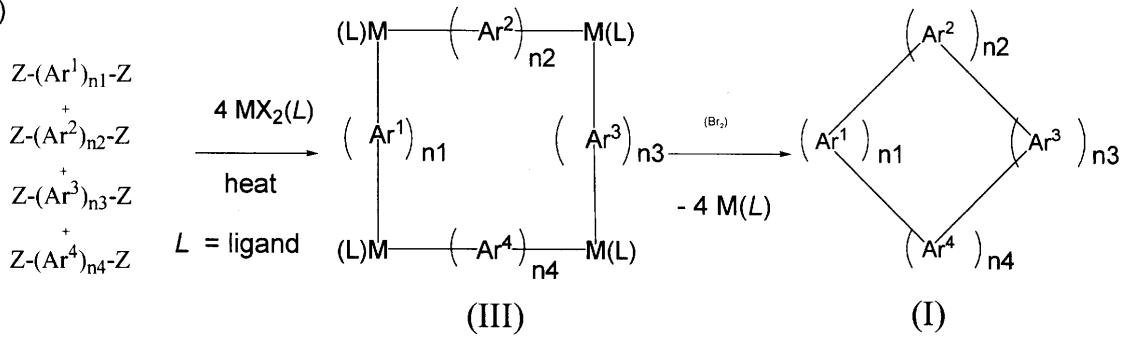 )
Z-(Ar¹)n1-Z
+
Z-(Ar²)n2-Z
+
Z-(Ar³)n3-Z
+
Z-(Ar⁴)n4-Z
4 MX₂(L)
heat
L = ligand
(L)M (Ar²)n2 M(L)
(Ar¹)n1 (Ar³)n3
(L)M (Ar⁴)n4 M(L)
(III)
(Br₂)
- 4 M(L)
(Ar²)n2
(Ar¹)n1 (Ar³)n3
(Ar⁴)n4
(I)